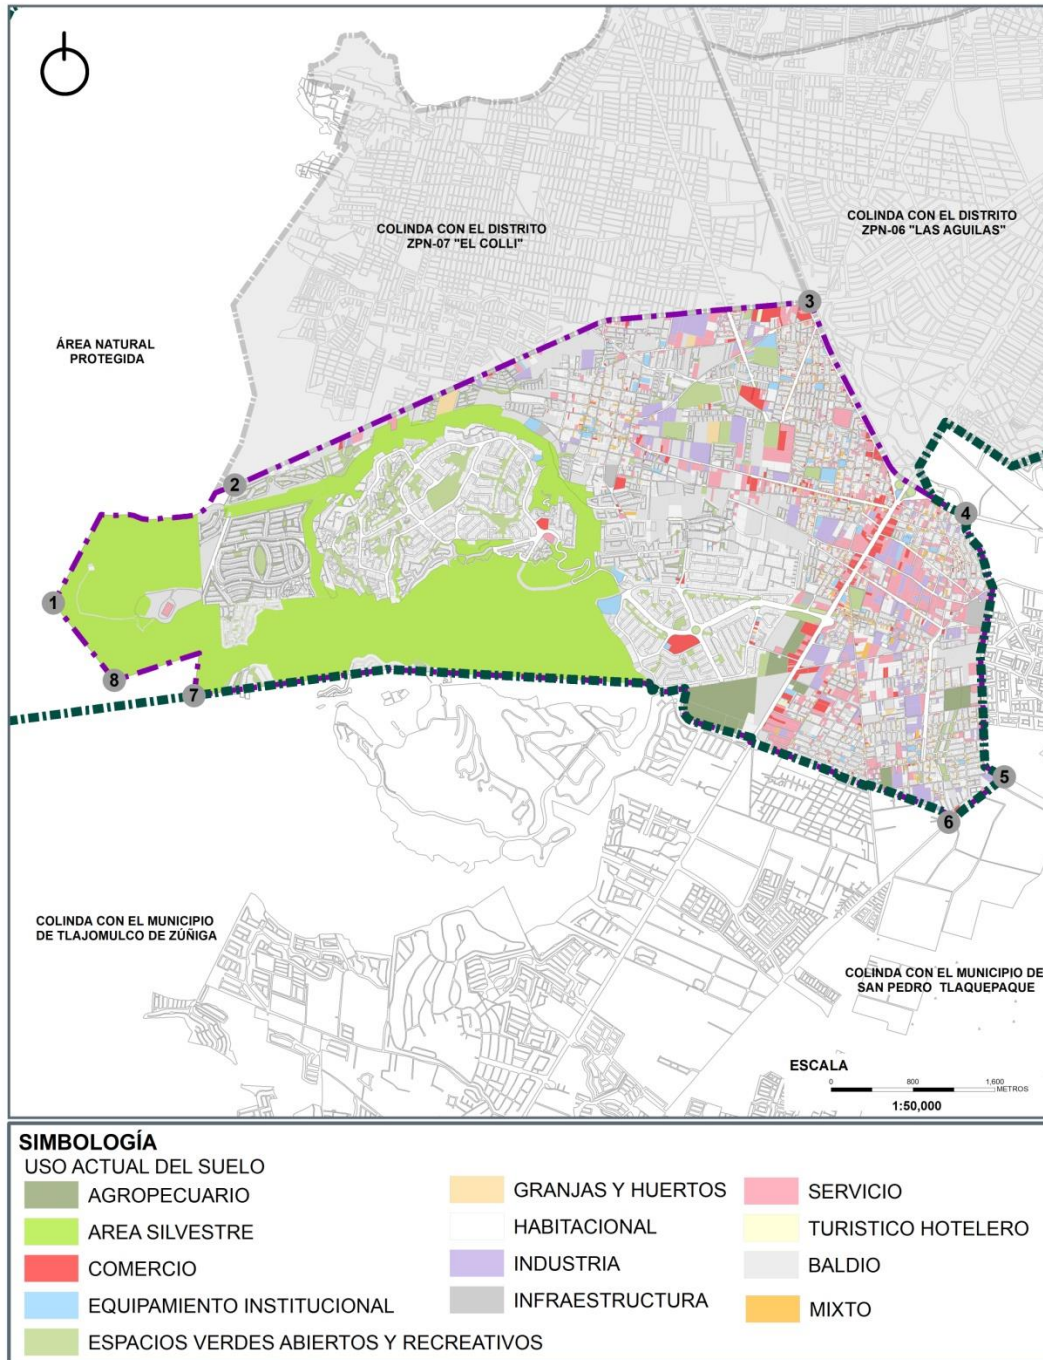 COLINDA CON EL DISTRITO
ZPN-07 "EL COLLI"
COLINDA CON EL DISTRITO
ZPN-06 "LAS AGUILAS"
ÁREA NATURAL
PROTEGIDA
3
2
4
1
8
7
5
6
COLINDA CON EL MUNICIPIO
DE TLAJOMULCO DE ZÚÑIGA
COLINDA CON EL MUNICIPIO DE
SAN PEDRO TLAQUEPAQUE
ESCALA
0 800 1,600
METROS
1:50,000
SIMBOLOGÍA
USO ACTUAL DEL SUELO
AGROPECUARIO
AREA SILVESTRE
COMERCIO
EQUIPAMIENTO INSTITUCIONAL
ESPACIOS VERDES ABIERTOS Y RECREATIVOS
GRANJAS Y HUERTOS
HABITACIONAL
INDUSTRIA
INFRAESTRUCTURA
SERVICIO
TURISTICO HOTELERO
BALDIO
MIXTO